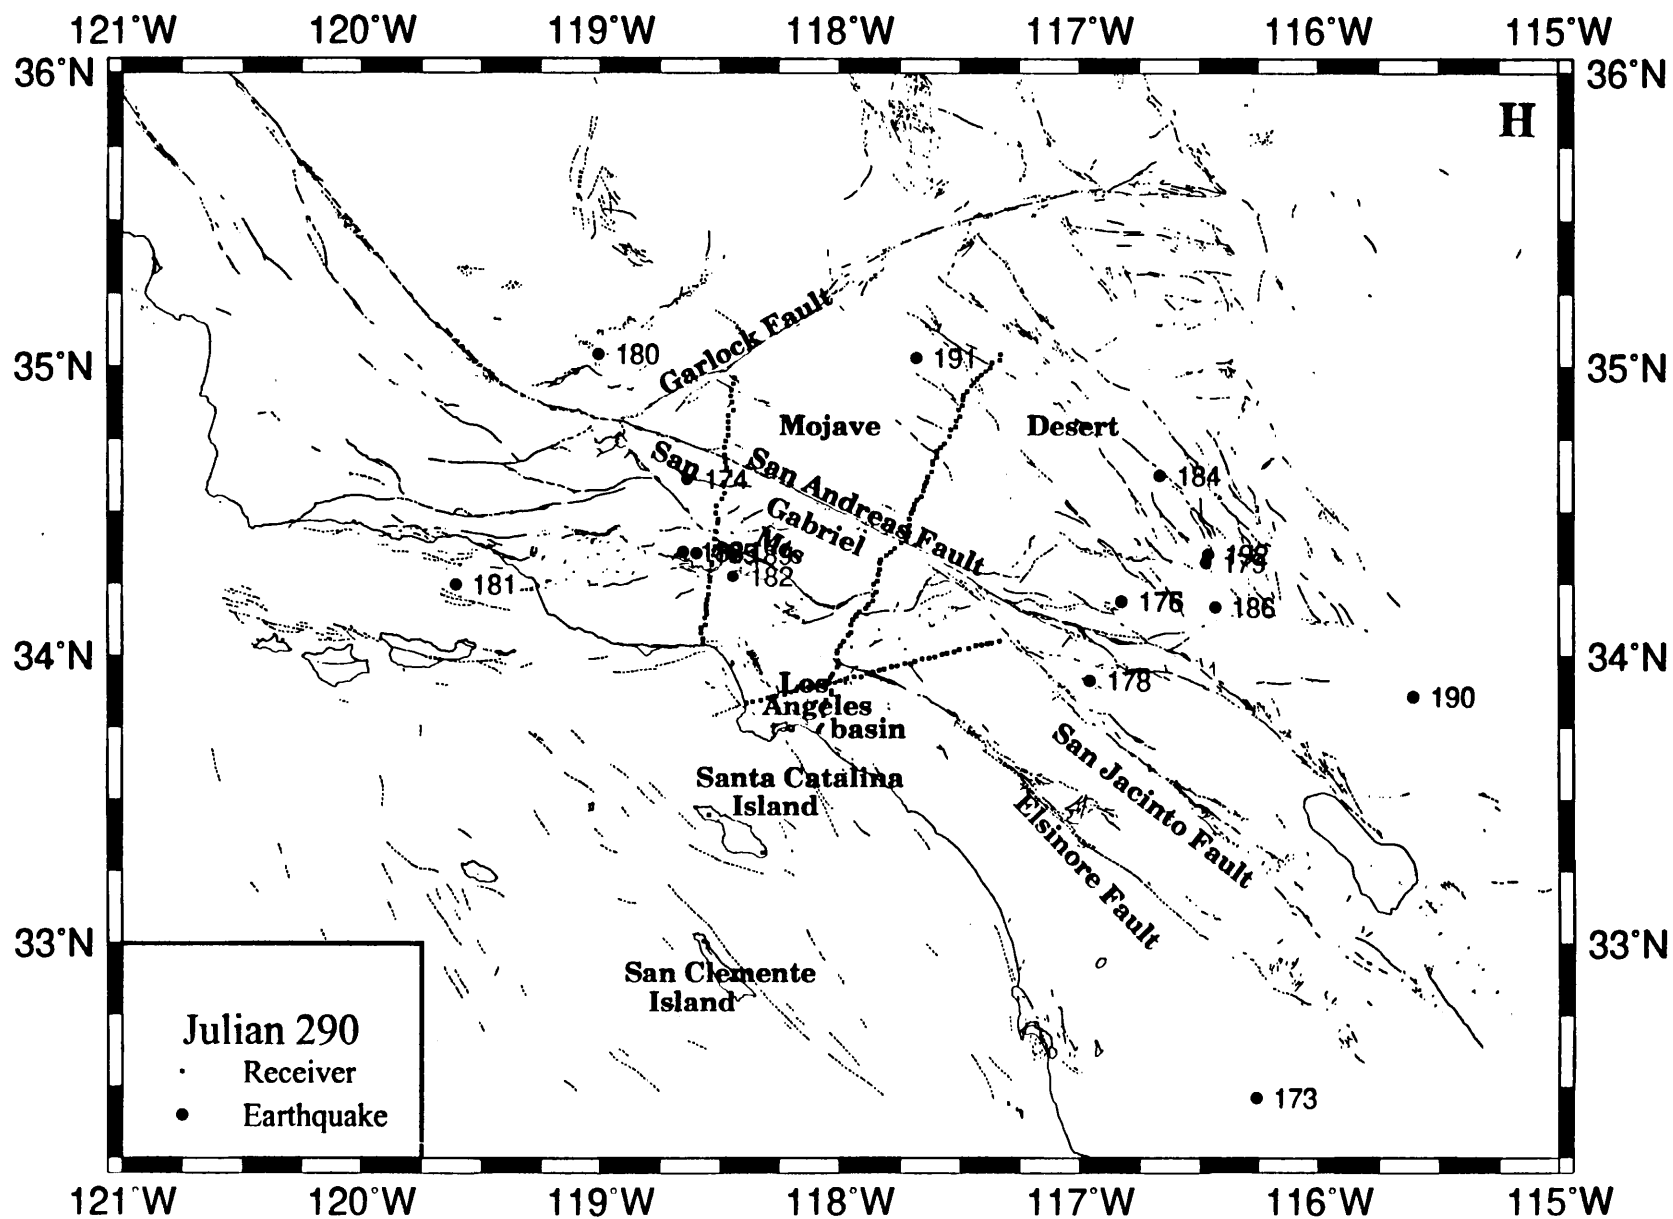 121°W 120°W 119°W 118°W 117°W 116°W 115°W
36°N 36°N
H
180
Garlock Fault
191
35°N 35°N
Mojave Desert
San Andreas Fault
San
174
184
Gabriel
Mts
189
182
181
186
34°N 34°N
178
190
Los
Angeles
basin
San Jacinto Fault
Santa Catalina
Island
Elsinore Fault
33°N 33°N
San Clemente
Island
Julian 290
Receiver
Earthquake
173
121°W 120°W 119°W 118°W 117°W 116°W 115°W